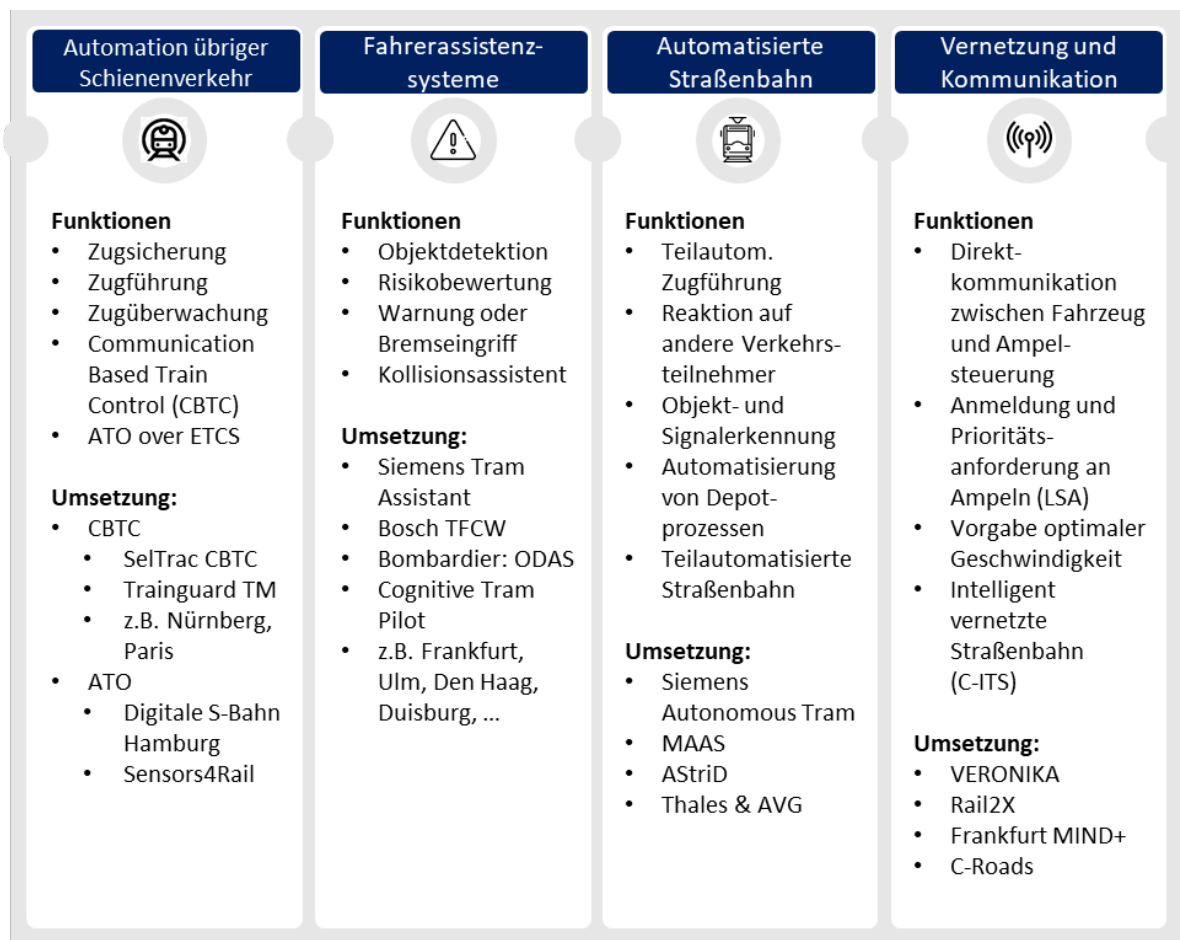 Automation übriger
Schienenverkehr
Funktionen
• Zugsicherung
• Zugführung
• Zugüberwachung
• Communication
Based Train
Control (CBTC)
• ATO over ETCS
Umsetzung:
• CBTC
• SelTrac CBTC
• Trainguard TM
• z.B. Nürnberg,
Paris
• ATO
• Digitale S-Bahn
Hamburg
• Sensors4Rail
Fahrerassistenz-
systeme
Funktionen
• Objektdetektion
• Risikobewertung
• Warnung oder
Bremseingriff
• Kollisionsassistent
Umsetzung:
• Siemens Tram
Assistant
• Bosch TFCW
• Bombardier: ODAS
• Cognitive Tram
Pilot
• z.B. Frankfurt,
Ulm, Den Haag,
Duisburg, ...
Automatisierte
Straßenbahn
Funktionen
• Teilautom.
Zugführung
• Reaktion auf
andere Verkehrs-
teilnehmer
• Objekt- und
Signalerkennung
• Automatisierung
von Depot-
prozessen
• Teilautomatisierte
Straßenbahn
Umsetzung:
• Siemens
Autonomous Tram
• MAAS
• AStriD
• Thales & AVG
Vernetzung und
Kommunikation
Funktionen
• Direkt-
kommunikation
zwischen Fahrzeug
und Ampel-
steuerung
• Anmeldung und
Prioritäts-
anforderung an
Ampeln (LSA)
• Vorgabe optimaler
Geschwindigkeit
• Intelligent
vernetzte
Straßenbahn
(C-ITS)
Umsetzung:
• VERONIKA
• Rail2X
• Frankfurt MIND+
• C-Roads